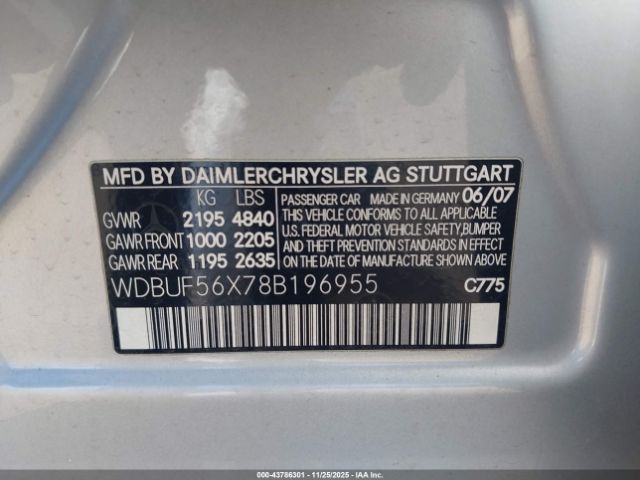 MFD BY DAIMLERCHRYSLER AG STUTTGART
KG LBS
GVWR 2195 4840
GAWR FRONT 1000 2205
GAWR REAR 1195 2635
PASSENGER CAR MADE IN GERMANY 06/07
THIS VEHICLE CONFORMS TO ALL APPLICABLE
U.S. FEDERAL MOTOR VEHICLE SAFETY,BUMPER
AND THEFT PREVENTION STANDARDS IN EFFECT
ON THE DATE OF MANUFACTURE SHOWN ABOVE
WDBUF56X78B196955
C775
000-43786301 - 11/25/2025 - IAAI.COM